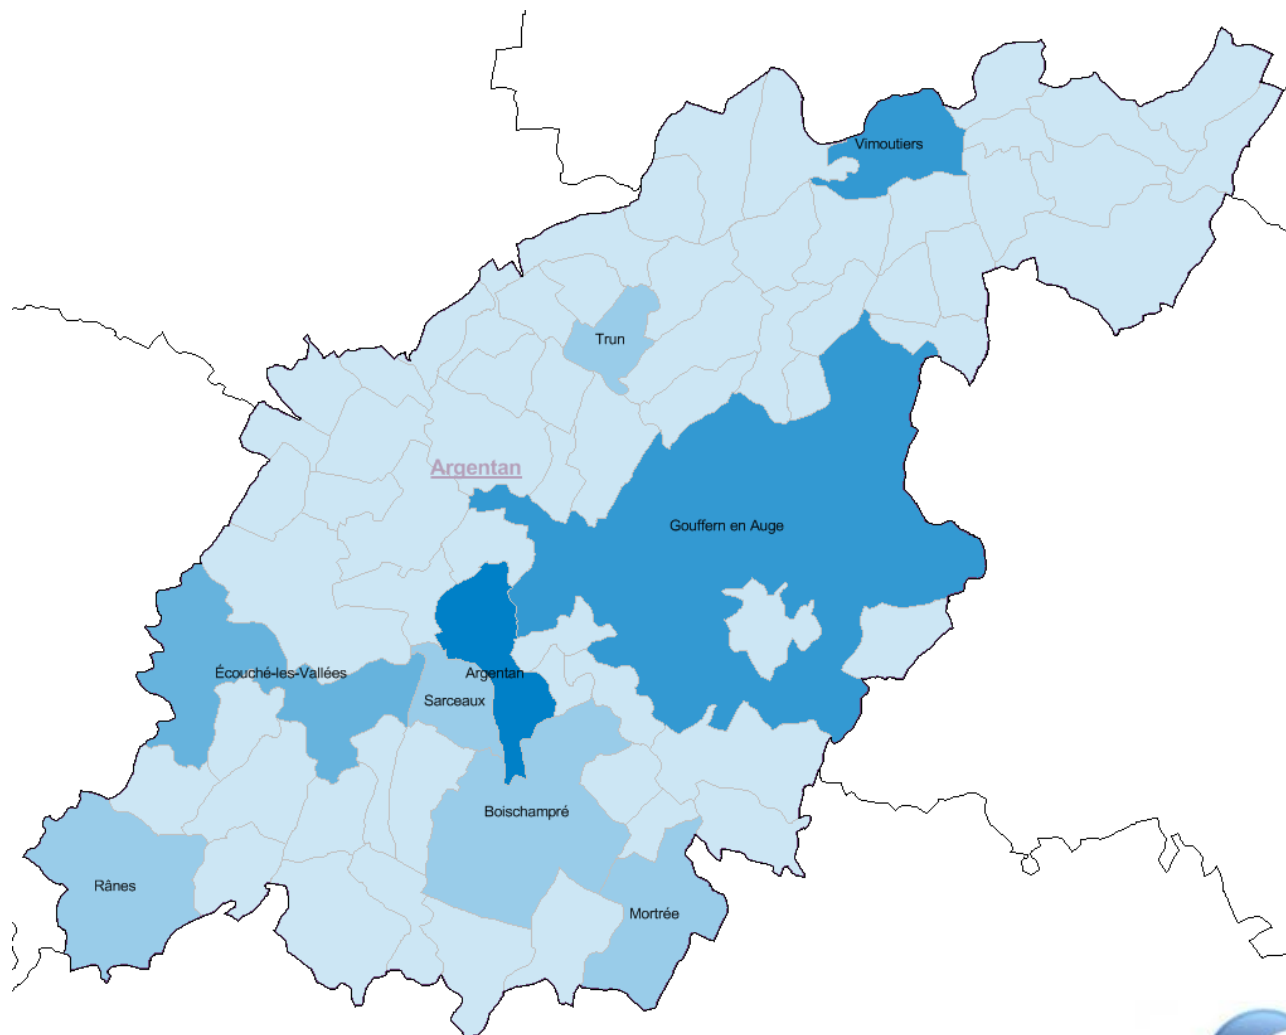 Vimoutiers
Trun
Argentan
Gouffern en Auge
Écouché-les-Vallées
Argentan
Sarceaux
Boischampré
Rânes
Mortrée